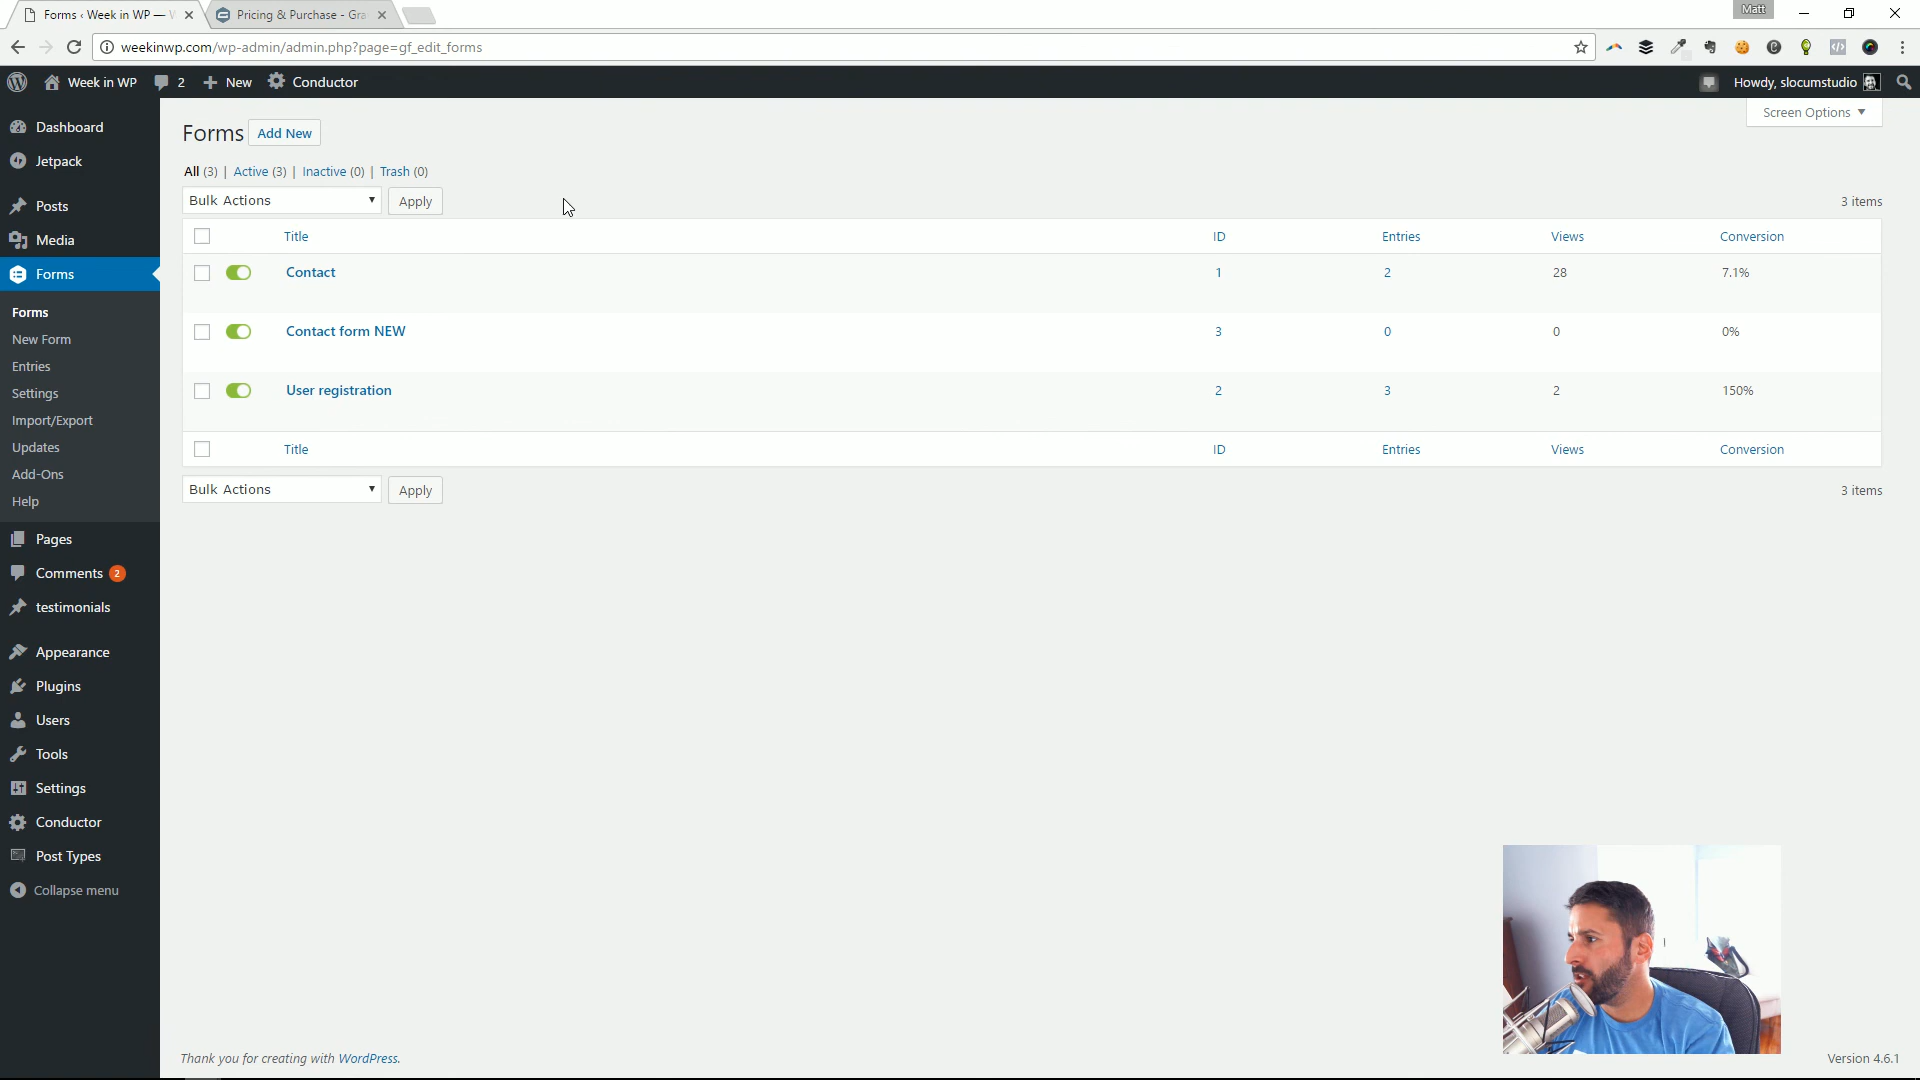 Forms ‹ Week in WP — W
Pricing & Purchase - Gra
Matt
weekinwp.com/wp-admin/admin.php?page=gf_edit_forms
Week in WP
2
New
Conductor
Howdy, slocumstudio
Screen Options
Dashboard
Jetpack
Posts
Media
Forms
Forms
New Form
Entries
Settings
Import/Export
Updates
Add-Ons
Help
Pages
Comments 2
testimonials
Appearance
Plugins
Users
Tools
Settings
Conductor
Post Types
Collapse menu
Forms Add New
All (3) | Active (3) | Inactive (0) | Trash (0)
Bulk Actions Apply 3 items
Title ID Entries Views Conversion
Contact 1 2 28 7.1%
Contact form NEW 3 0 0 0%
User registration 2 3 2 150%
Title ID Entries Views Conversion
Bulk Actions Apply 3 items
Thank you for creating with WordPress.
Version 4.6.1